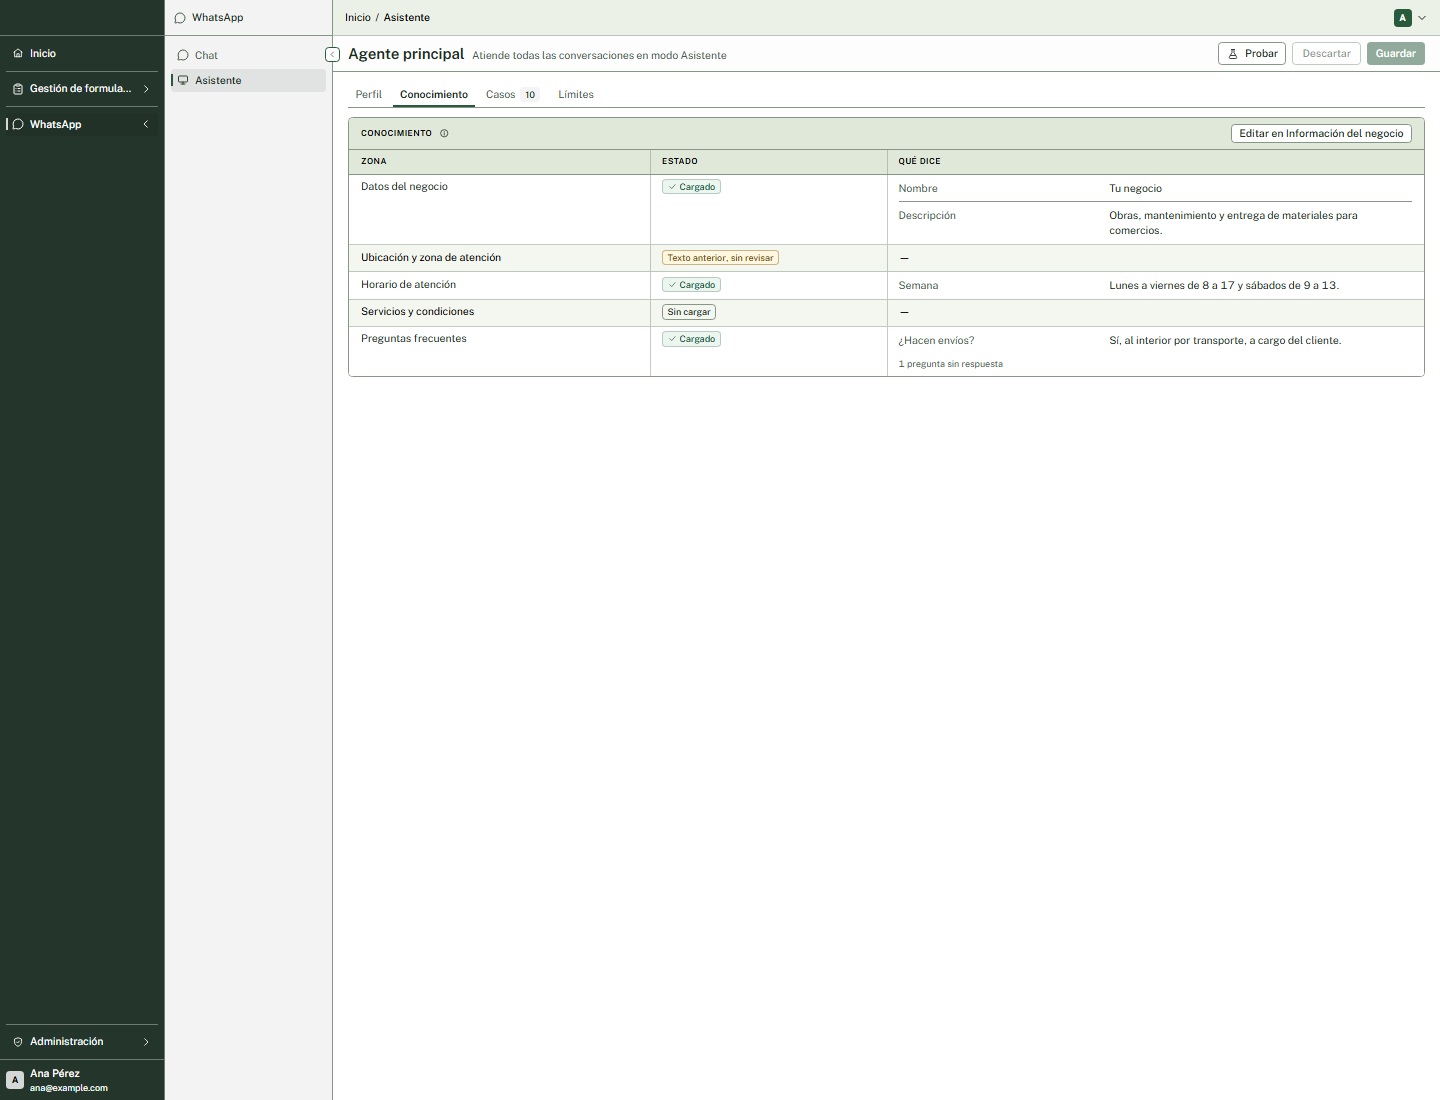 Inicio
Gestión de formula...
WhatsApp
Administración
A
Ana Pérez
ana@example.com
WhatsApp
Chat
Asistente
Inicio / Asistente
A
Agente principal Atiende todas las conversaciones en modo Asistente
Probar Descartar Guardar
Perfil Conocimiento Casos 10 Límites
CONOCIMIENTO
Editar en Información del negocio
ZONA ESTADO QUÉ DICE
Datos del negocio Cargado Nombre Tu negocio
Descripción Obras, mantenimiento y entrega de materiales para
comercios.
Ubicación y zona de atención Texto anterior, sin revisar —
Horario de atención Cargado Semana Lunes a viernes de 8 a 17 y sábados de 9 a 13.
Servicios y condiciones Sin cargar —
Preguntas frecuentes Cargado ¿Hacen envíos? Sí, al interior por transporte, a cargo del cliente.
1 pregunta sin respuesta